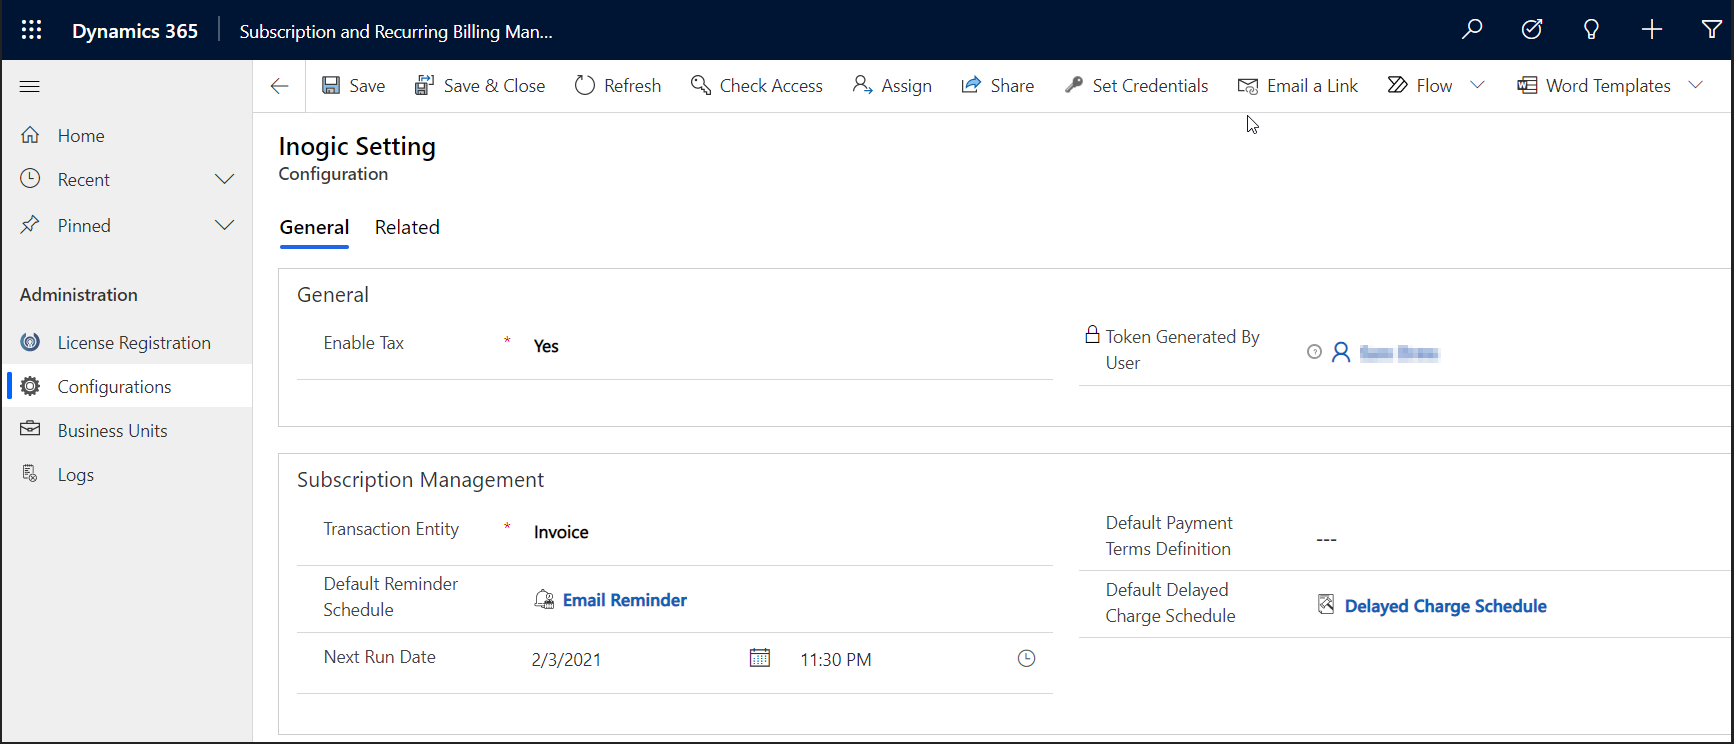 Dynamics 365
Subscription and Recurring Billing Man...
Save
Save & Close
Refresh
Check Access
Assign
Share
Set Credentials
Email a Link
Flow
Word Templates
Home
Recent
Pinned
Administration
License Registration
Configurations
Business Units
Logs
Inogic Setting
Configuration
General
Related
General
Enable Tax
*
Yes
Token Generated By
User
Subscription Management
Transaction Entity
*
Invoice
Default Payment
Terms Definition
---
Default Reminder
Schedule
Email Reminder
Default Delayed
Charge Schedule
Delayed Charge Schedule
Next Run Date
2/3/2021
11:30 PM